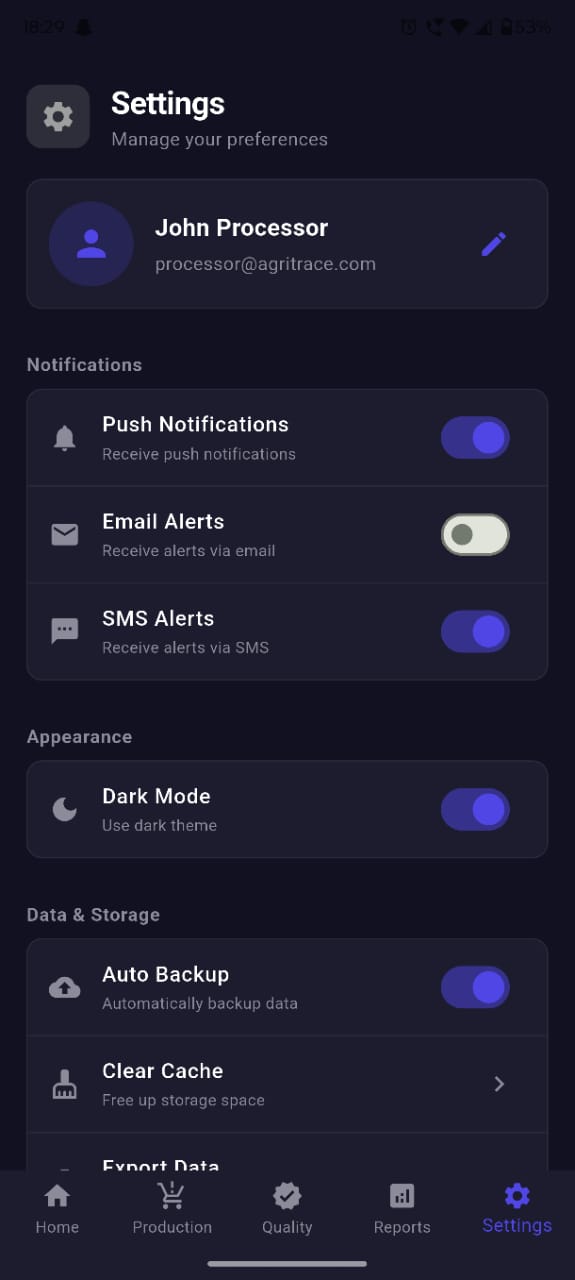 18:29
53%
Settings
Manage your preferences
John Processor
processor@agritrace.com
Notifications
Push Notifications
Receive push notifications
Email Alerts
Receive alerts via email
SMS Alerts
Receive alerts via SMS
Appearance
Dark Mode
Use dark theme
Data & Storage
Auto Backup
Automatically backup data
Clear Cache
Free up storage space
Export Data
Home
Production
Quality
Reports
Settings